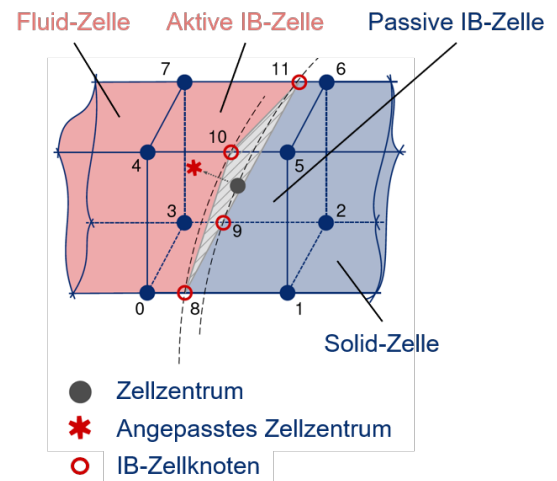 Fluid-Zelle Aktive IB-Zelle Passive IB-Zelle
7 11 6
10
4 5
3 2
9
0 8 1
Solid-Zelle
Zellzentrum
Angepasstes Zellzentrum
IB-Zellknoten